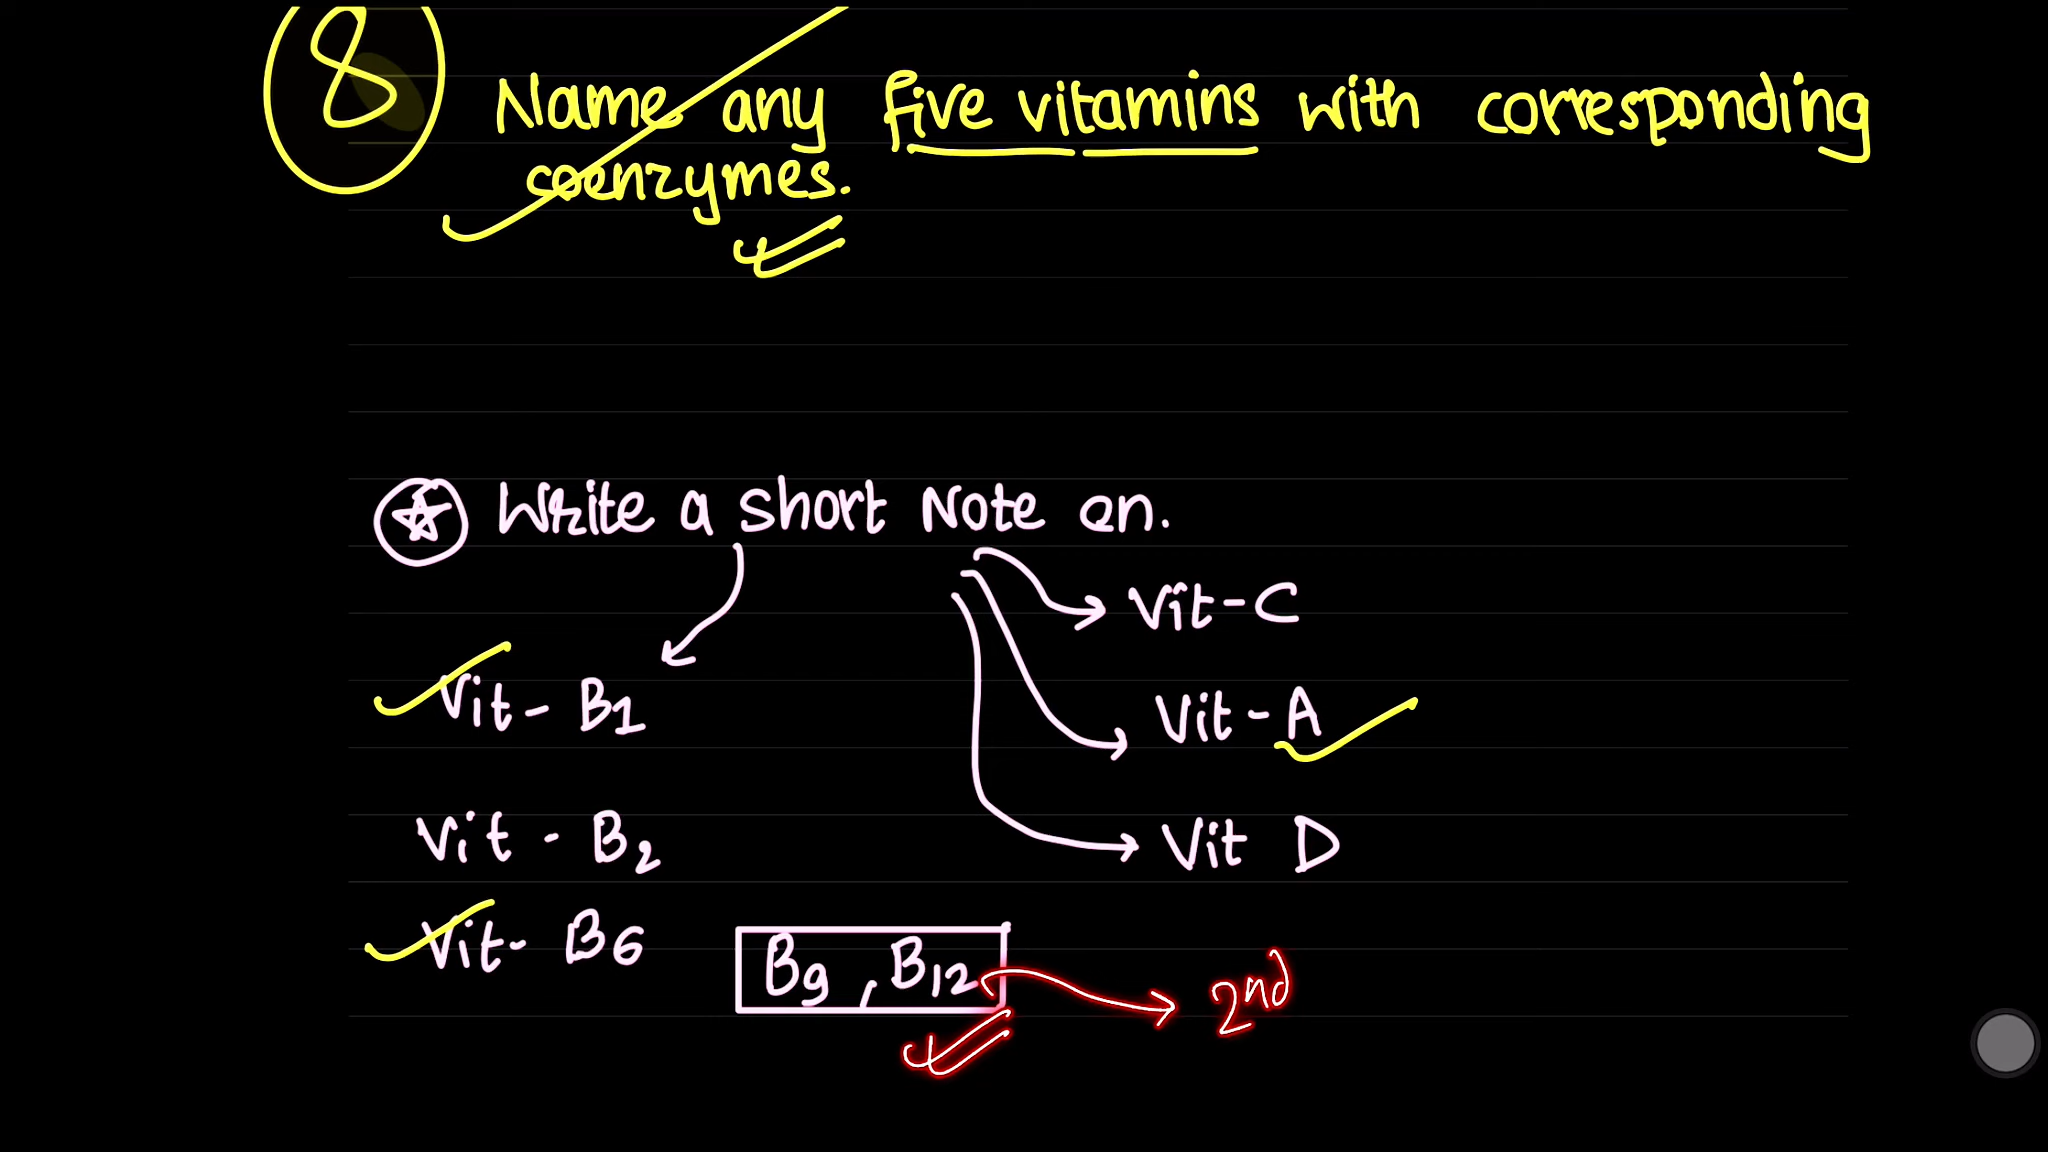 8
Name any five vitamins with corresponding
coenzymes.
Write a short Note on.
Vit-C
Vit - B1
Vit - A
Vit - B2
Vit D
Vit- B6
B9 , B12
2nd